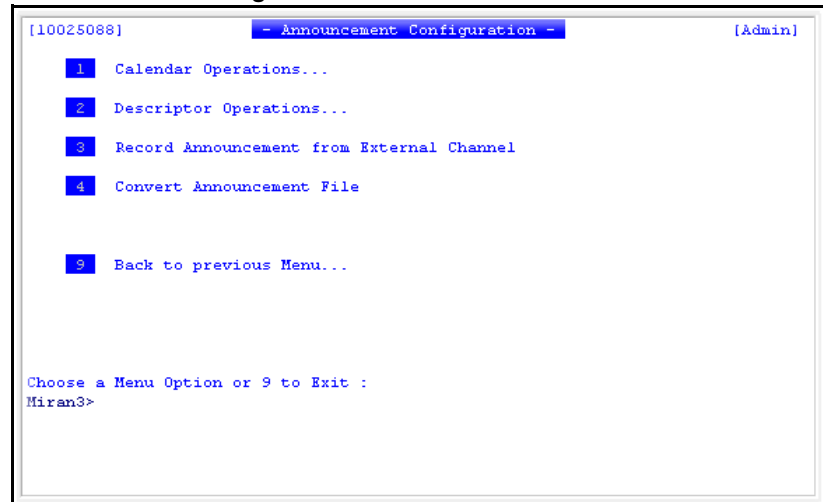 [10025088] - Announcement Configuration - [Admin]
1 Calendar Operations...
2 Descriptor Operations...
3 Record Announcement from External Channel
4 Convert Announcement File
9 Back to previous Menu...
Choose a Menu Option or 9 to Exit :
Miran3>